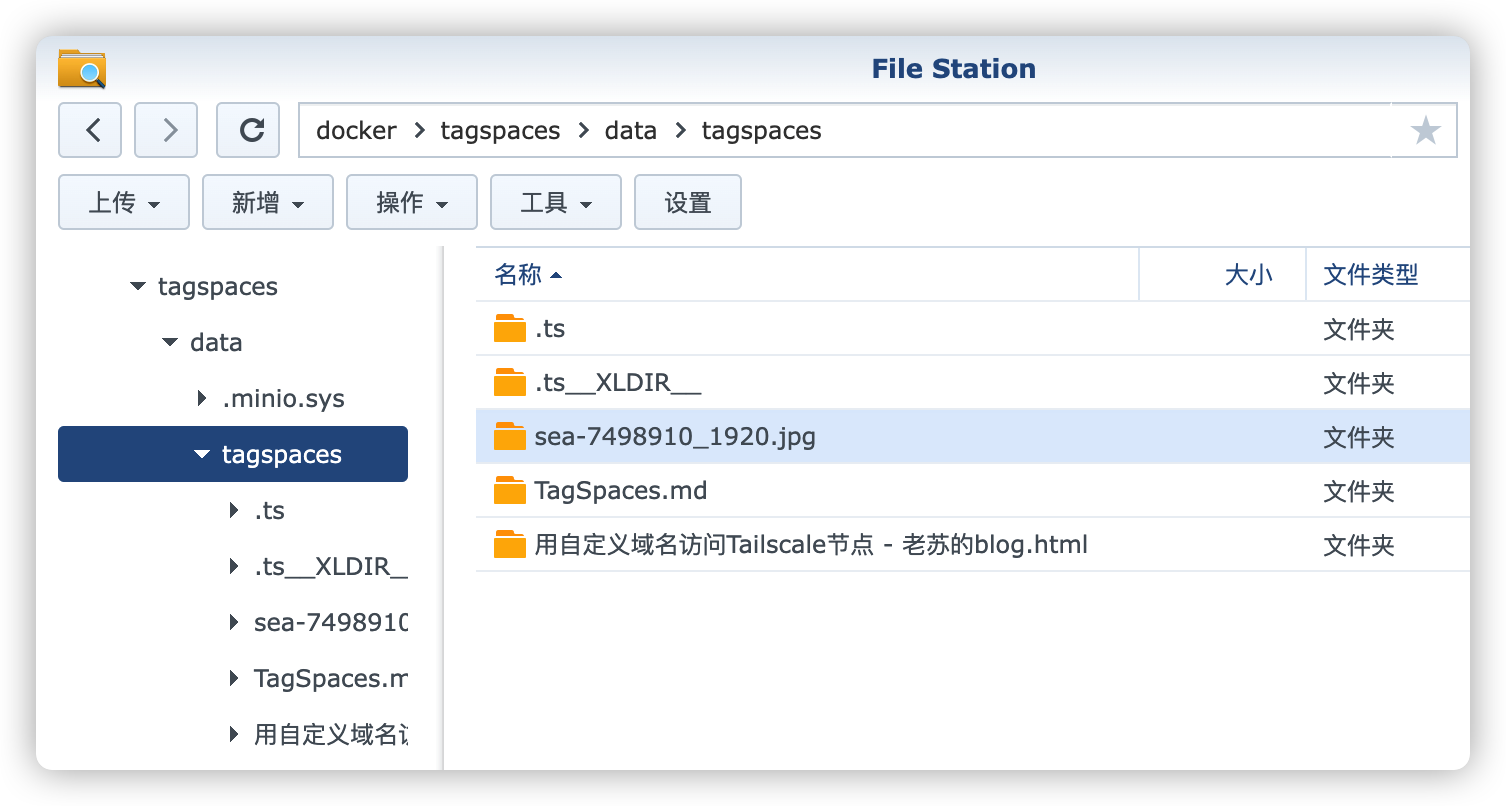 File Station
docker > tagspaces > data > tagspaces
上传 新增 操作 工具 设置
tagspaces
data
.minio.sys
tagspaces
.ts
.ts__XLDIR__
sea-7498910
TagSpaces.m
用自定义域名访
名称 大小 文件类型
.ts 文件夹
.ts__XLDIR__ 文件夹
sea-7498910_1920.jpg 文件夹
TagSpaces.md 文件夹
用自定义域名访问Tailscale节点 - 老苏的blog.html 文件夹